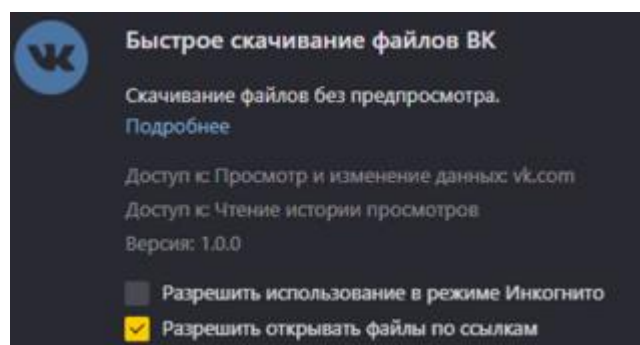 Быстрое скачивание файлов ВК
Скачивание файлов без предпросмотра.
Подробнее
Доступ к: Просмотр и изменение данных: vk.com
Доступ к: Чтение истории просмотров
Версия: 1.0.0
Разрешить использование в режиме Инкогнито
Разрешить открывать файлы по ссылкам